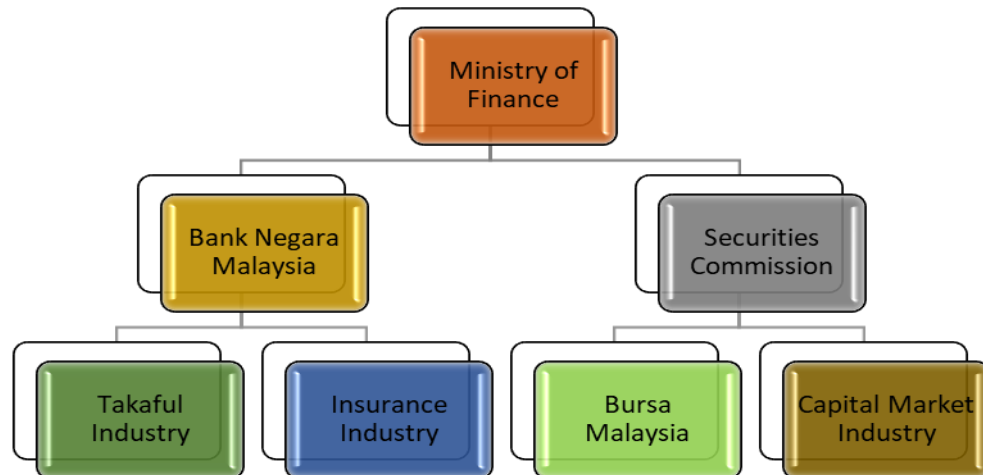 Ministry of
Finance
Bank Negara
Malaysia
Securities
Commission
Takaful
Industry
Insurance
Industry
Bursa
Malaysia
Capital Market
Industry